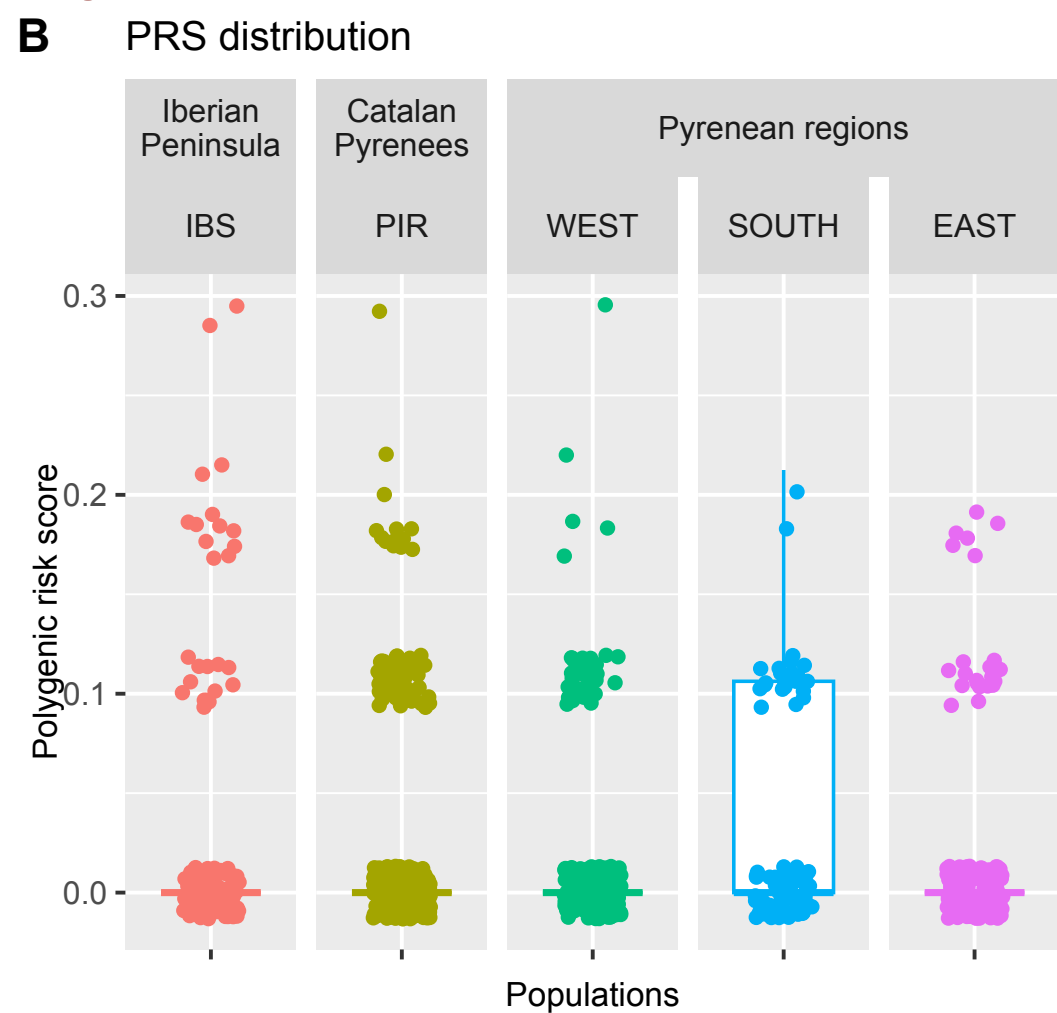 B PRS distribution
Iberian
Peninsula
Catalan
Pyrenees
Pyrenean regions
IBS
PIR
WEST
SOUTH
EAST
0.3
0.2
0.1
0.0
Polygenic risk score
Populations